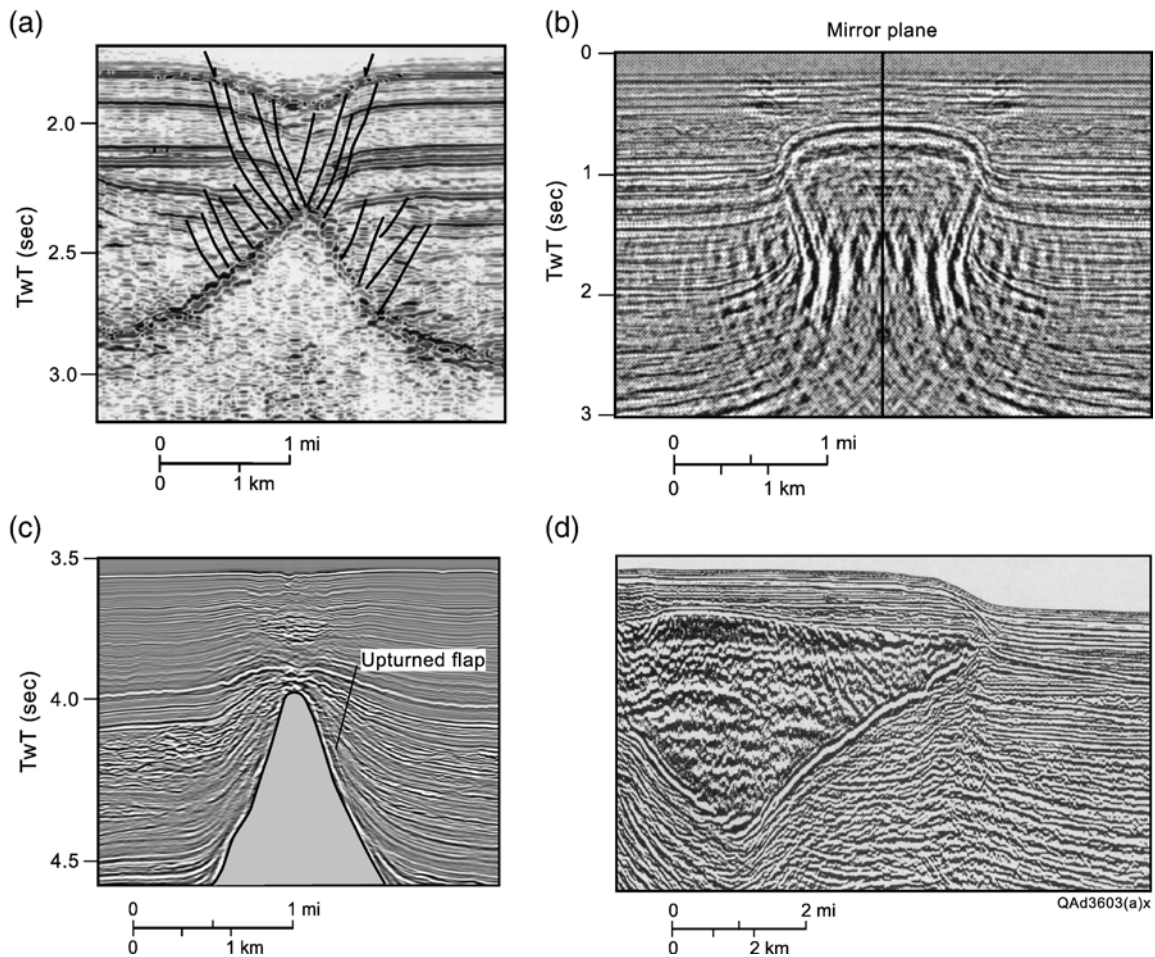 (a)
2.0
2.5
3.0
TwT (sec)
0 1 mi
0 1 km
(b)
Mirror plane
0
1
2
3
TwT (sec)
0 1 mi
0 1 km
(c)
3.5
4.0
4.5
TwT (sec)
Upturned flap
0 1 mi
0 1 km
(d)
QAd3603(a)x
0 2 mi
0 2 km